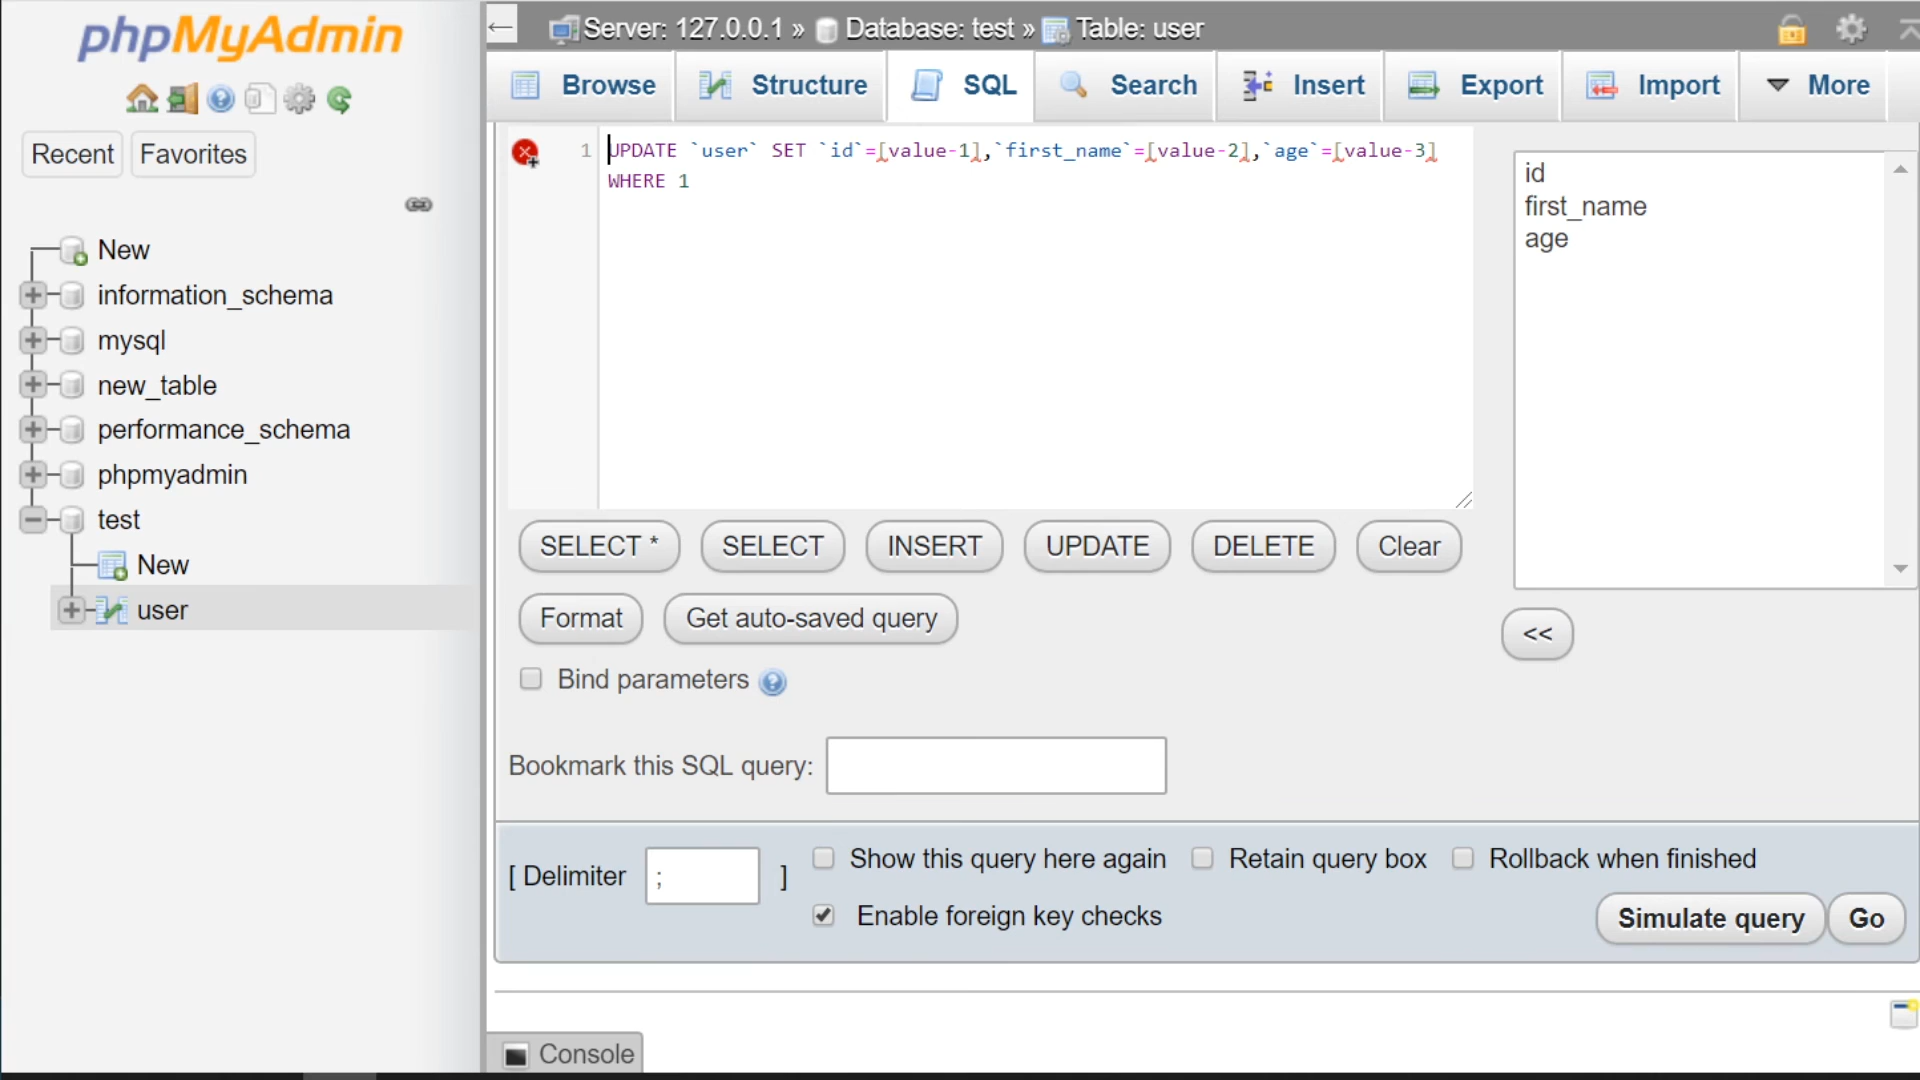 phpMyAdmin
Recent
Favorites
New
information_schema
mysql
new_table
performance_schema
phpmyadmin
test
New
user
← Server: 127.0.0.1 » Database: test » Table: user
Browse
Structure
SQL
Search
Insert
Export
Import
More
1 UPDATE `user` SET `id`=[value-1],`first_name`=[value-2],`age`=[value-3]
WHERE 1
id
first_name
age
SELECT *
SELECT
INSERT
UPDATE
DELETE
Clear
Format
Get auto-saved query
<<
Bind parameters
Bookmark this SQL query:
[ Delimiter ; ]
Show this query here again
Retain query box
Rollback when finished
Enable foreign key checks
Simulate query
Go
Console